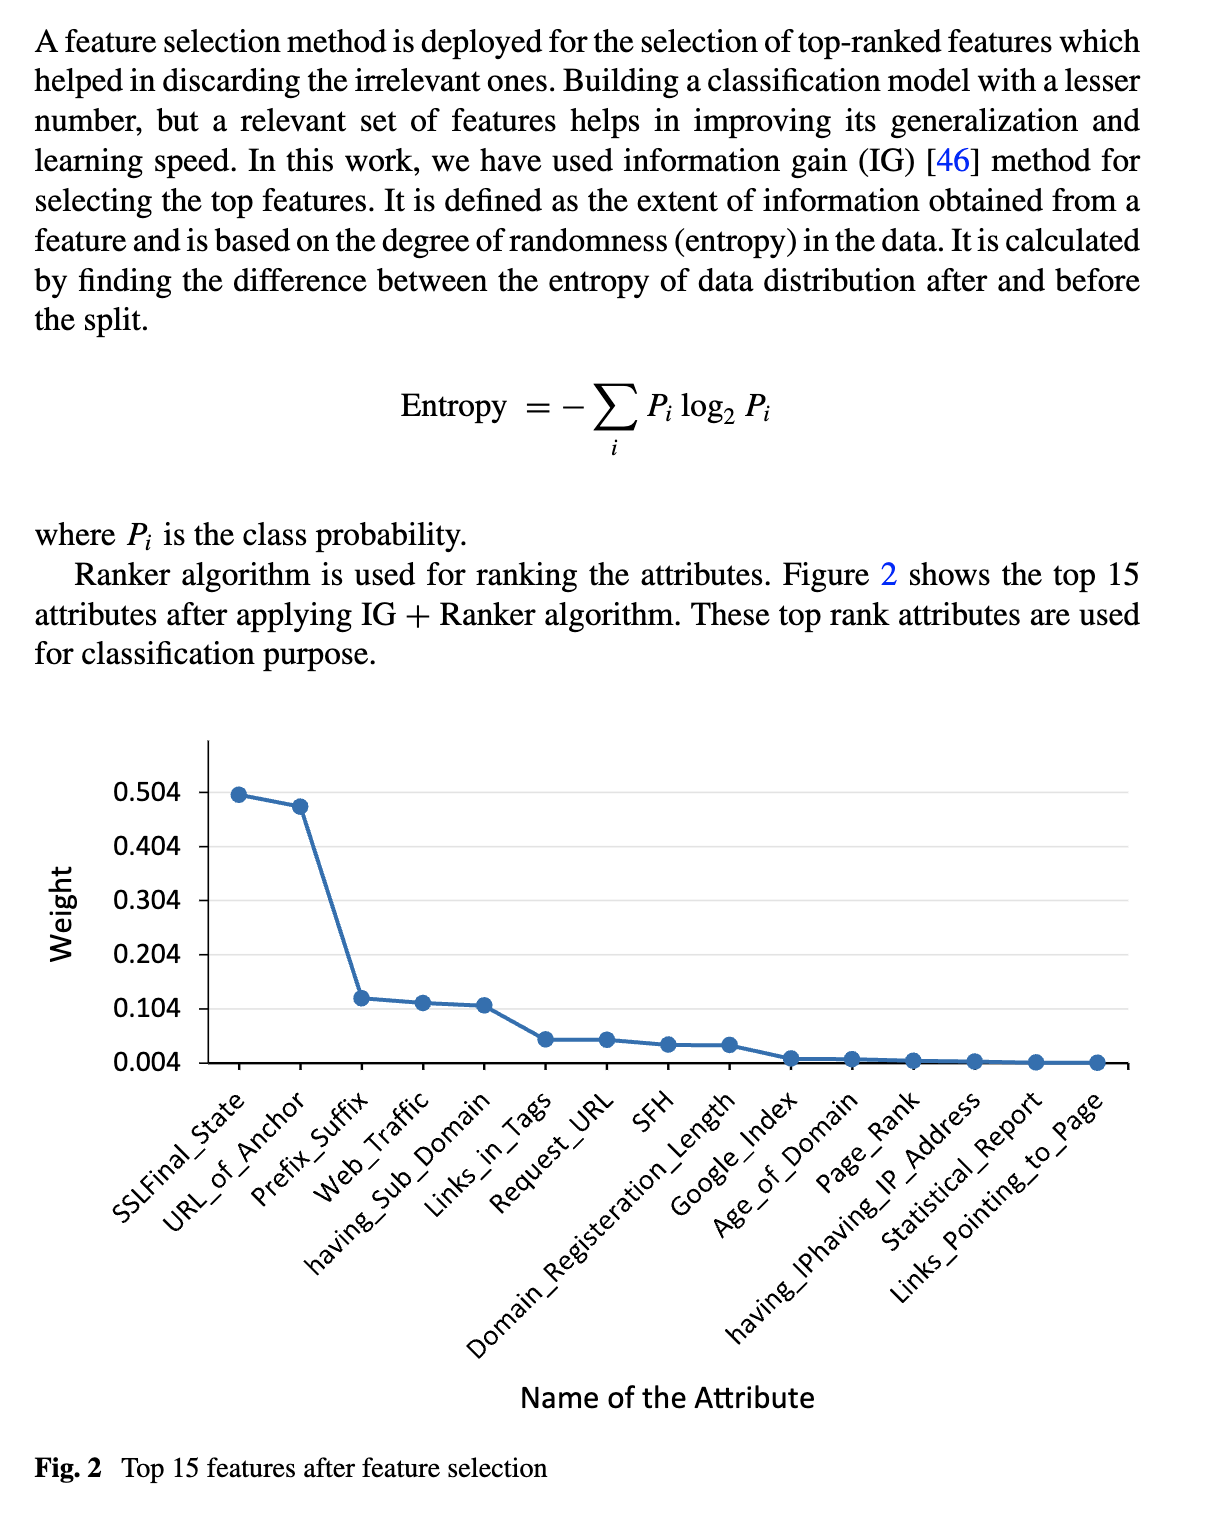 A feature selection method is deployed for the selection of top-ranked features which
helped in discarding the irrelevant ones. Building a classification model with a lesser
number, but a relevant set of features helps in improving its generalization and
learning speed. In this work, we have used information gain (IG) [46] method for
selecting the top features. It is defined as the extent of information obtained from a
feature and is based on the degree of randomness (entropy) in the data. It is calculated
by finding the difference between the entropy of data distribution after and before
the split.
Entropy = − ∑ P_i log_2 P_i
i
where P_i is the class probability.
Ranker algorithm is used for ranking the attributes. Figure 2 shows the top 15
attributes after applying IG + Ranker algorithm. These top rank attributes are used
for classification purpose.
0.504
0.404
0.304
0.204
0.104
0.004
Weight
SSLFinal_State
URL_of_Anchor
Prefix_Suffix
Web_Traffic
having_Sub_Domain
Links_in_Tags
Request_URL
SFH
Domain_Registeration_Length
Google_Index
Age_of_Domain
Page_Rank
having_IPhaving_IP_Address
Statistical_Report
Links_Pointing_to_Page
Name of the Attribute
Fig. 2 Top 15 features after feature selection